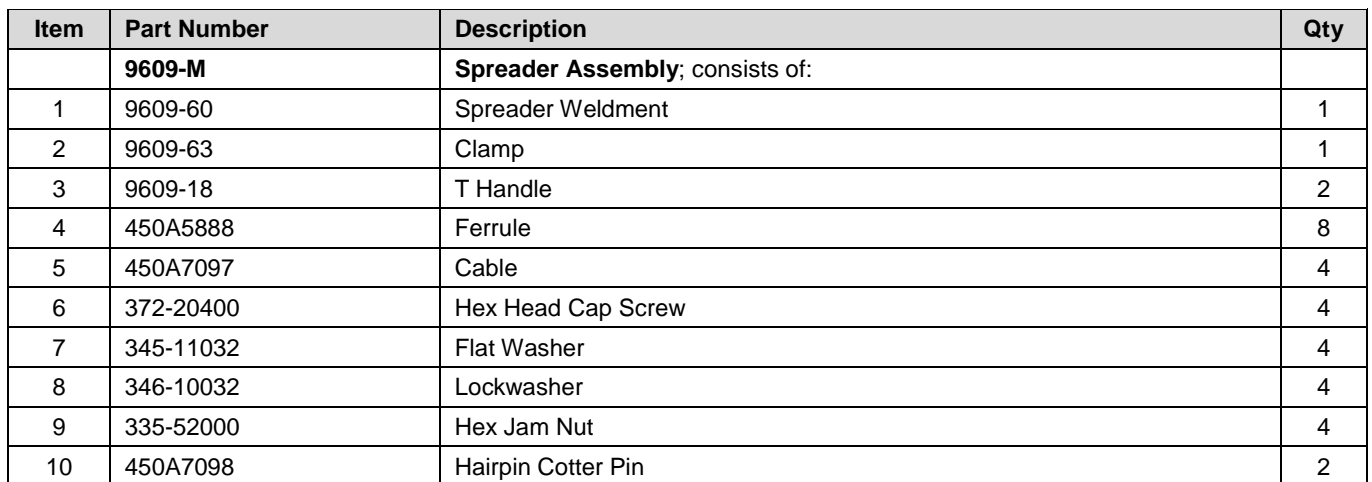 Item Part Number Description Qty
9609-M Spreader Assembly; consists of:
1 9609-60 Spreader Weldment 1
2 9609-63 Clamp 1
3 9609-18 T Handle 2
4 450A5888 Ferrule 8
5 450A7097 Cable 4
6 372-20400 Hex Head Cap Screw 4
7 345-11032 Flat Washer 4
8 346-10032 Lockwasher 4
9 335-52000 Hex Jam Nut 4
10 450A7098 Hairpin Cotter Pin 2